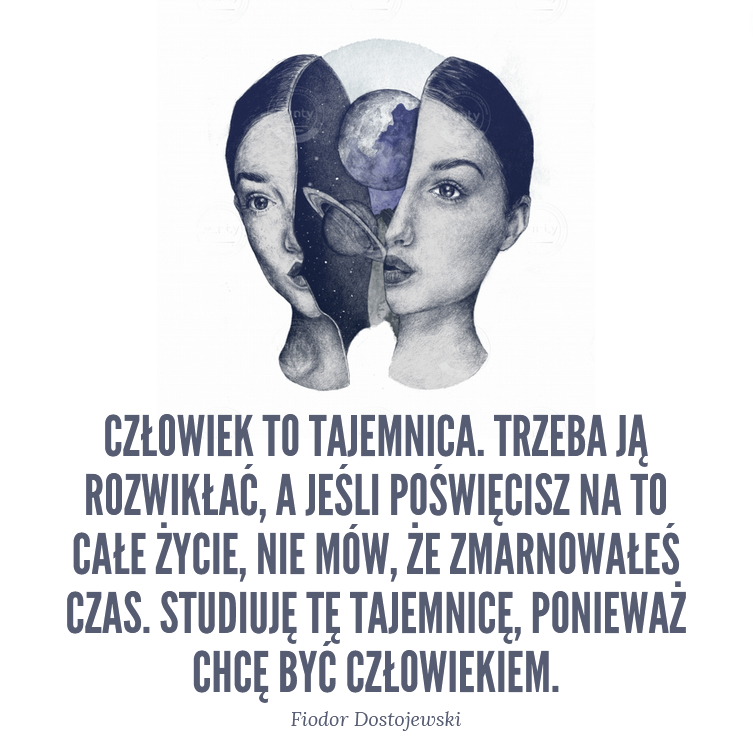 CZŁOWIEK TO TAJEMNICA. TRZEBA JĄ
ROZWIKŁAĆ, A JEŚLI POŚWIĘCISZ NA TO
CAŁE ŻYCIE, NIE MÓW, ŻE ZMARNOWAŁEŚ
CZAS. STUDIUJĘ TĘ TAJEMNICĘ, PONIEWAŻ
CHCĘ BYĆ CZŁOWIEKIEM.
Fiodor Dostojewski